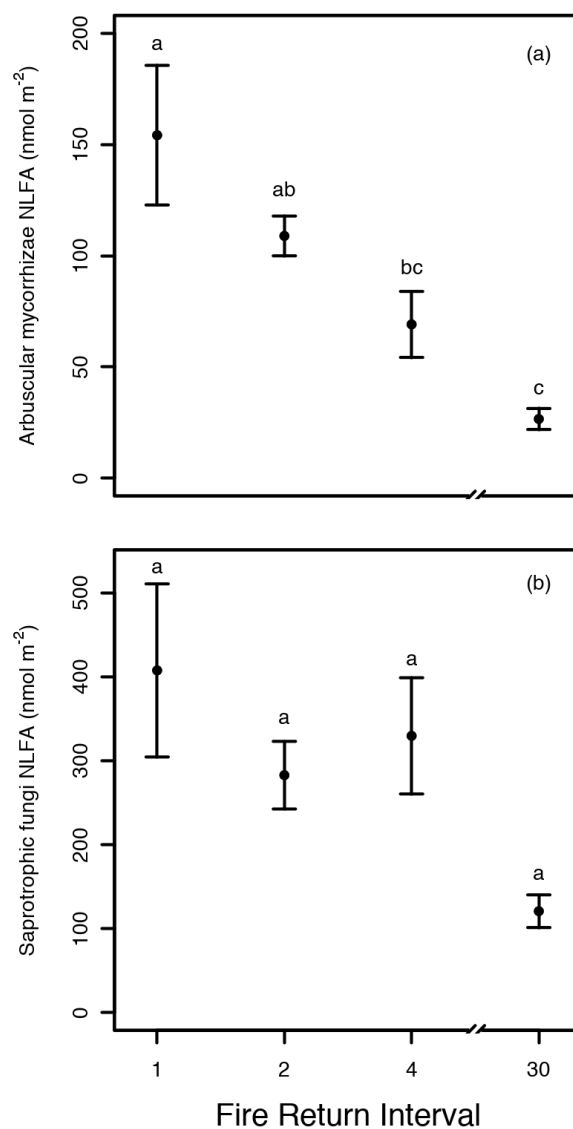 200
a
(a)
150
ab
100
bc
50
c
0
Arbuscular mycorrhizae NLFA (nmol m⁻²)
500
a
(b)
400
a
a
300
200
a
100
0
Saprotrophic fungi NLFA (nmol m⁻²)
1 2 4 30
Fire Return Interval